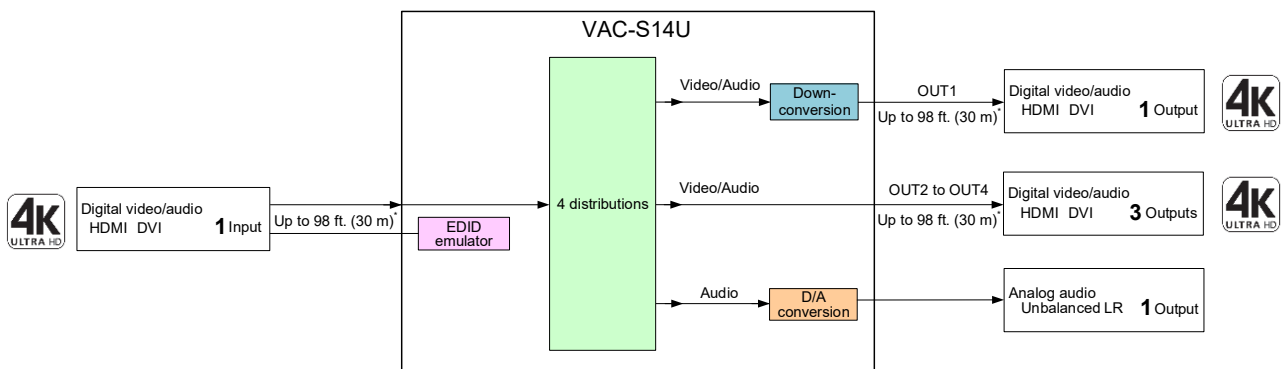 VAC-S14U
4K
ULTRA HD
Digital video/audio
HDMI DVI 1 Input
Up to 98 ft. (30 m)*
EDID
emulator
4 distributions
Video/Audio
Down-
conversion
OUT1
Up to 98 ft. (30 m)*
Digital video/audio
HDMI DVI 1 Output
4K
ULTRA HD
Video/Audio
OUT2 to OUT4
Up to 98 ft. (30 m)*
Digital video/audio
HDMI DVI 3 Outputs
4K
ULTRA HD
Audio
D/A
conversion
Analog audio
Unbalanced LR 1 Output